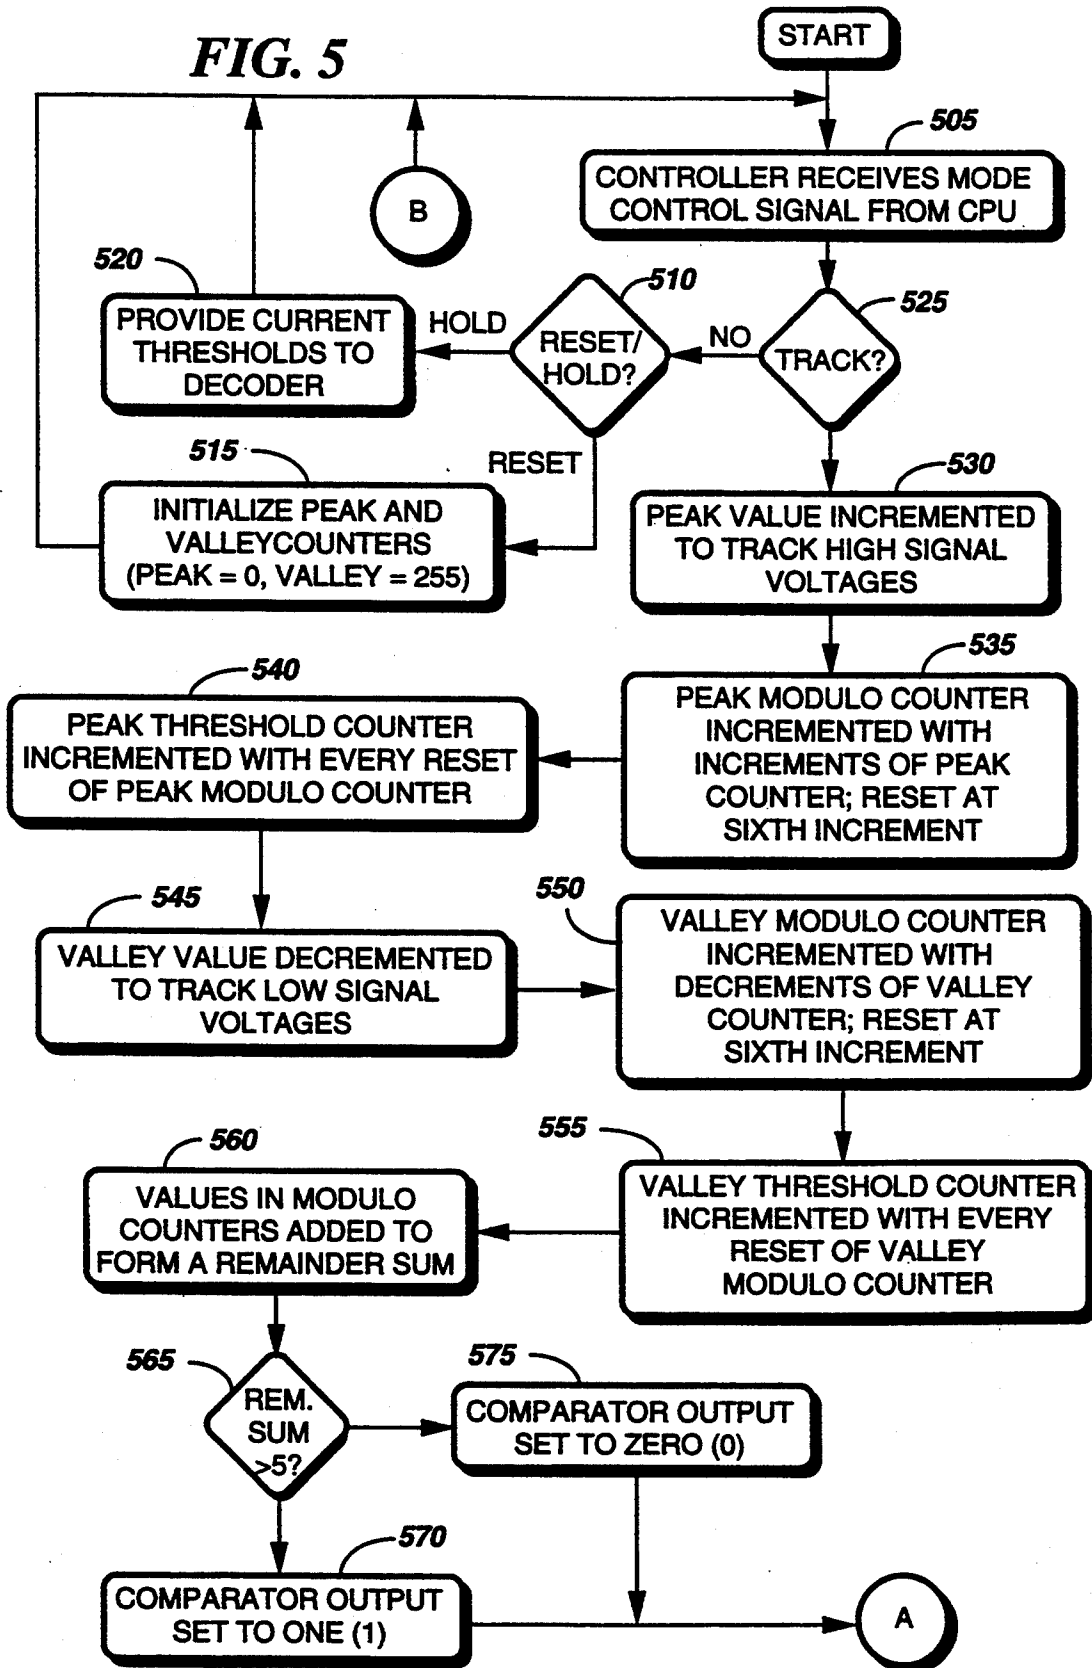 FIG. 5
START
505
CONTROLLER RECEIVES MODE
CONTROL SIGNAL FROM CPU
B
520
PROVIDE CURRENT
THRESHOLDS TO
DECODER
HOLD
510
RESET/
HOLD?
NO
525
TRACK?
515
RESET
INITIALIZE PEAK AND
VALLEYCOUNTERS
(PEAK = 0, VALLEY = 255)
530
PEAK VALUE INCREMENTED
TO TRACK HIGH SIGNAL
VOLTAGES
535
PEAK MODULO COUNTER
INCREMENTED WITH
INCREMENTS OF PEAK
COUNTER; RESET AT
SIXTH INCREMENT
540
PEAK THRESHOLD COUNTER
INCREMENTED WITH EVERY RESET
OF PEAK MODULO COUNTER
545
VALLEY VALUE DECREMENTED
TO TRACK LOW SIGNAL
VOLTAGES
550
VALLEY MODULO COUNTER
INCREMENTED WITH
DECREMENTS OF VALLEY
COUNTER; RESET AT
SIXTH INCREMENT
555
VALLEY THRESHOLD COUNTER
INCREMENTED WITH EVERY
RESET OF VALLEY
MODULO COUNTER
560
VALUES IN MODULO
COUNTERS ADDED TO
FORM A REMAINDER SUM
565
REM.
SUM
>5?
575
COMPARATOR OUTPUT
SET TO ZERO (0)
570
COMPARATOR OUTPUT
SET TO ONE (1)
A